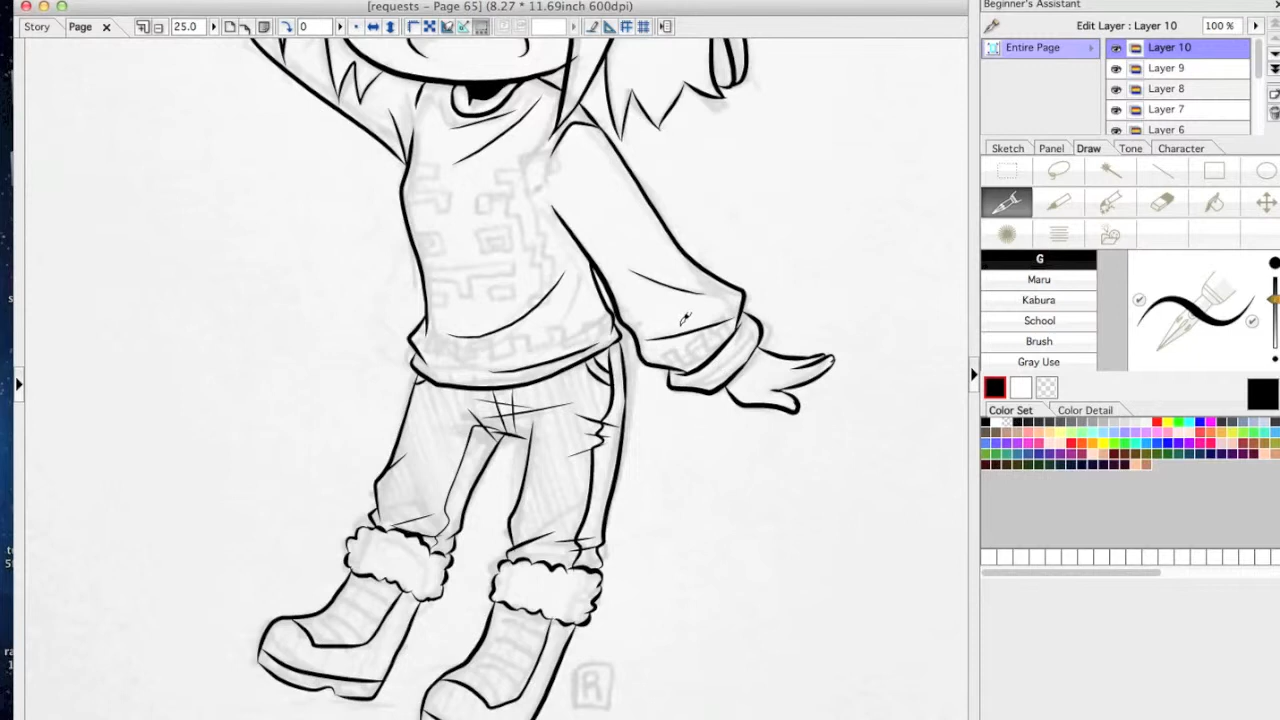 [requests - Page 65] (8.27 * 11.69inch 600dpi)
Story Page × 25.0 0
Beginner's Assistant
Edit Layer : Layer 10 100 %
Entire Page Layer 10
Layer 9
Layer 8
Layer 7
Layer 6
Sketch Panel Draw Tone Character
G
Maru
Kabura
School
Brush
Gray Use
Color Set Color Detail
R